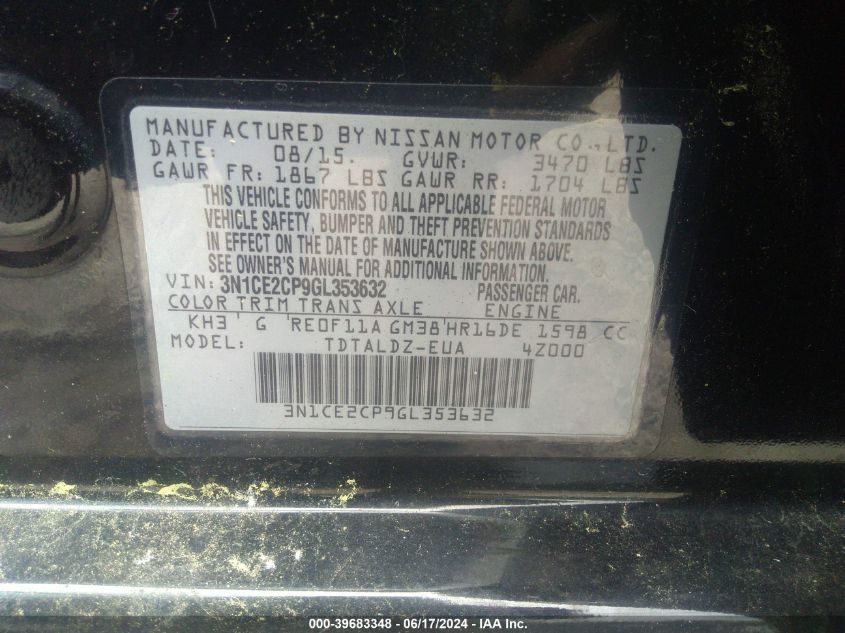 MANUFACTURED BY NISSAN MOTOR CO., LTD.
DATE: 08/15. GVWR: 3470 LBS
GAWR FR: 1867 LBS GAWR RR: 1704 LBS
THIS VEHICLE CONFORMS TO ALL APPLICABLE FEDERAL MOTOR
VEHICLE SAFETY, BUMPER AND THEFT PREVENTION STANDARDS
IN EFFECT ON THE DATE OF MANUFACTURE SHOWN ABOVE.
SEE OWNER'S MANUAL FOR ADDITIONAL INFORMATION.
VIN: 3N1CE2CP9GL353632 PASSENGER CAR.
COLOR TRIM TRANS AXLE ENGINE
KH3 G RE0F11A GM38 HR16DE 1598 CC
MODEL: TDTALDZ-EUA 4Z000
3N1CE2CP9GL353632
000-39683348 - 06/17/2024 - IAA Inc.